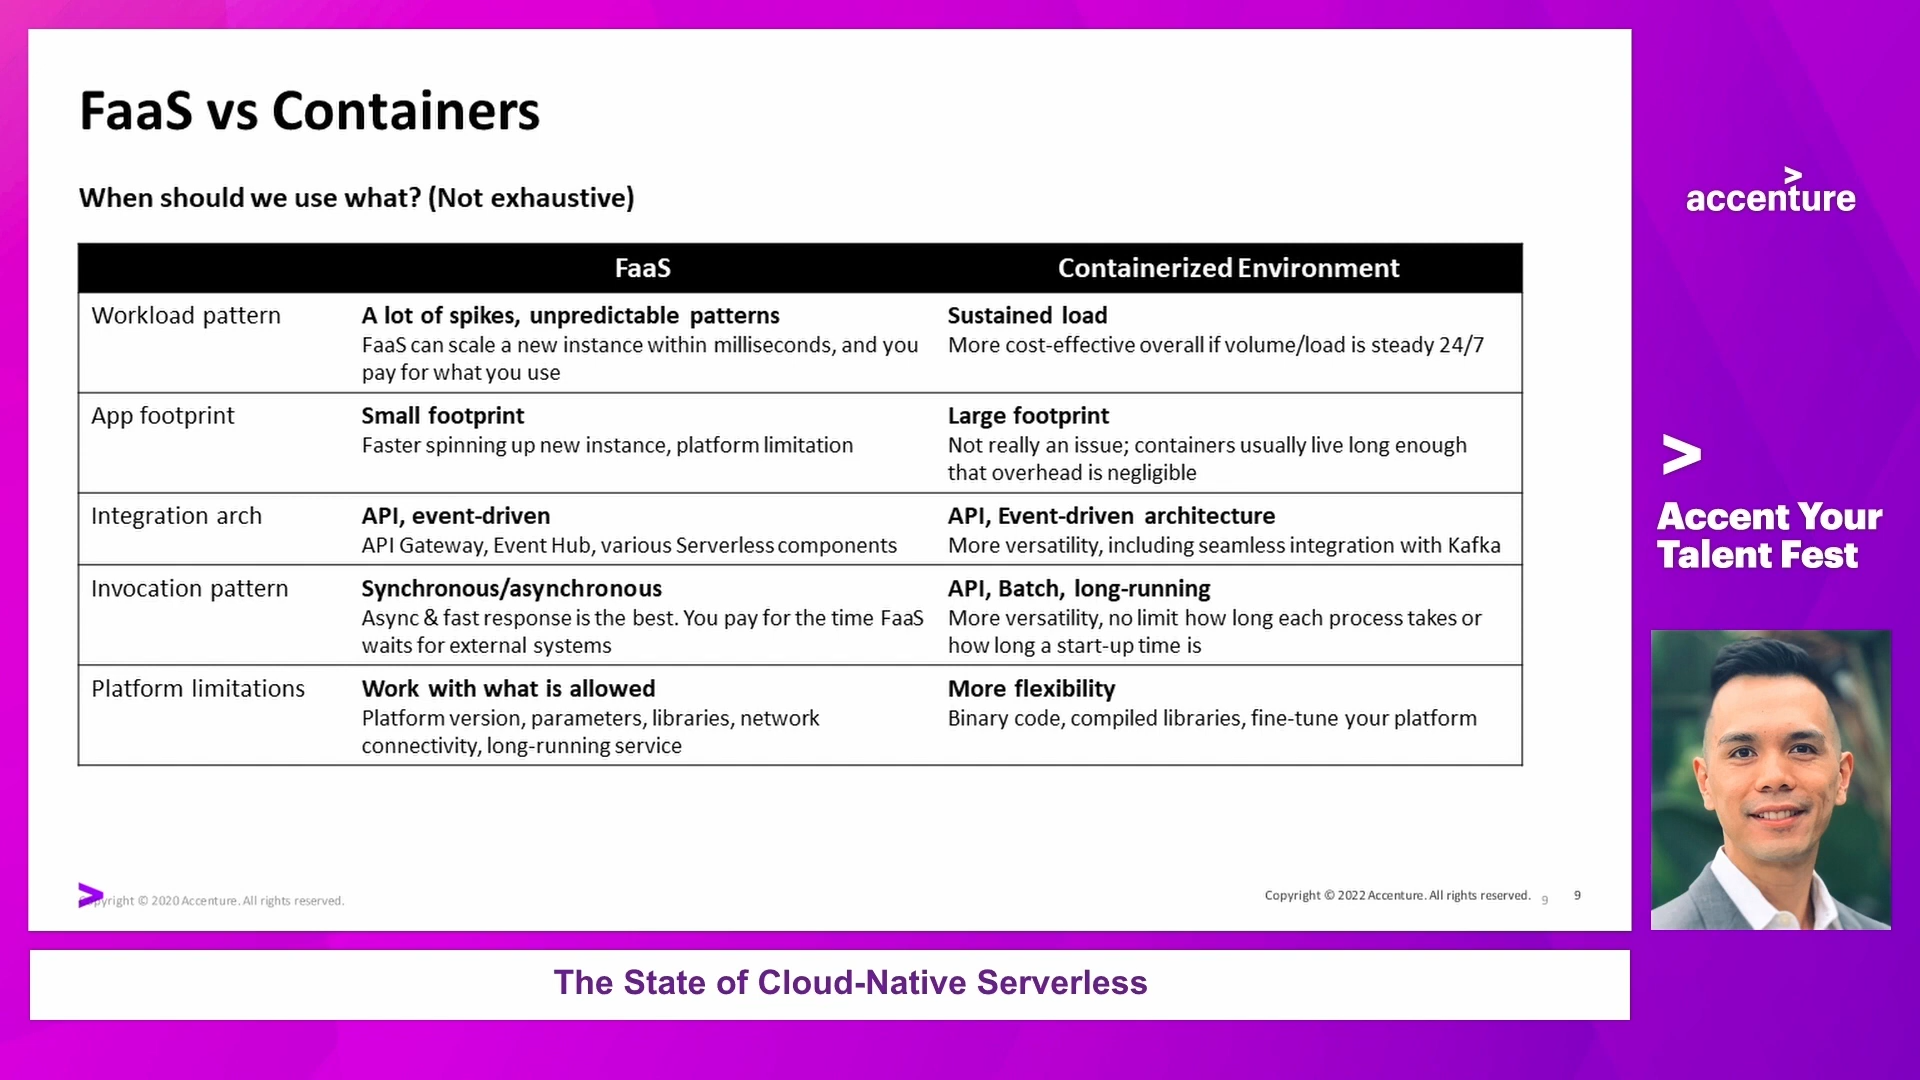 FaaS vs Containers
When should we use what? (Not exhaustive)
FaaS
Containerized Environment
Workload pattern
A lot of spikes, unpredictable patterns
FaaS can scale a new instance within milliseconds, and you
pay for what you use
Sustained load
More cost-effective overall if volume/load is steady 24/7
App footprint
Small footprint
Faster spinning up new instance, platform limitation
Large footprint
Not really an issue; containers usually live long enough
that overhead is negligible
Integration arch
API, event-driven
API Gateway, Event Hub, various Serverless components
API, Event-driven architecture
More versatility, including seamless integration with Kafka
Invocation pattern
Synchronous/asynchronous
Async & fast response is the best. You pay for the time FaaS
waits for external systems
API, Batch, long-running
More versatility, no limit how long each process takes or
how long a start-up time is
Platform limitations
Work with what is allowed
Platform version, parameters, libraries, network
connectivity, long-running service
More flexibility
Binary code, compiled libraries, fine-tune your platform
Copyright © 2020 Accenture. All rights reserved.
Copyright © 2022 Accenture. All rights reserved.
9
9
The State of Cloud-Native Serverless
accenture
Accent Your
Talent Fest